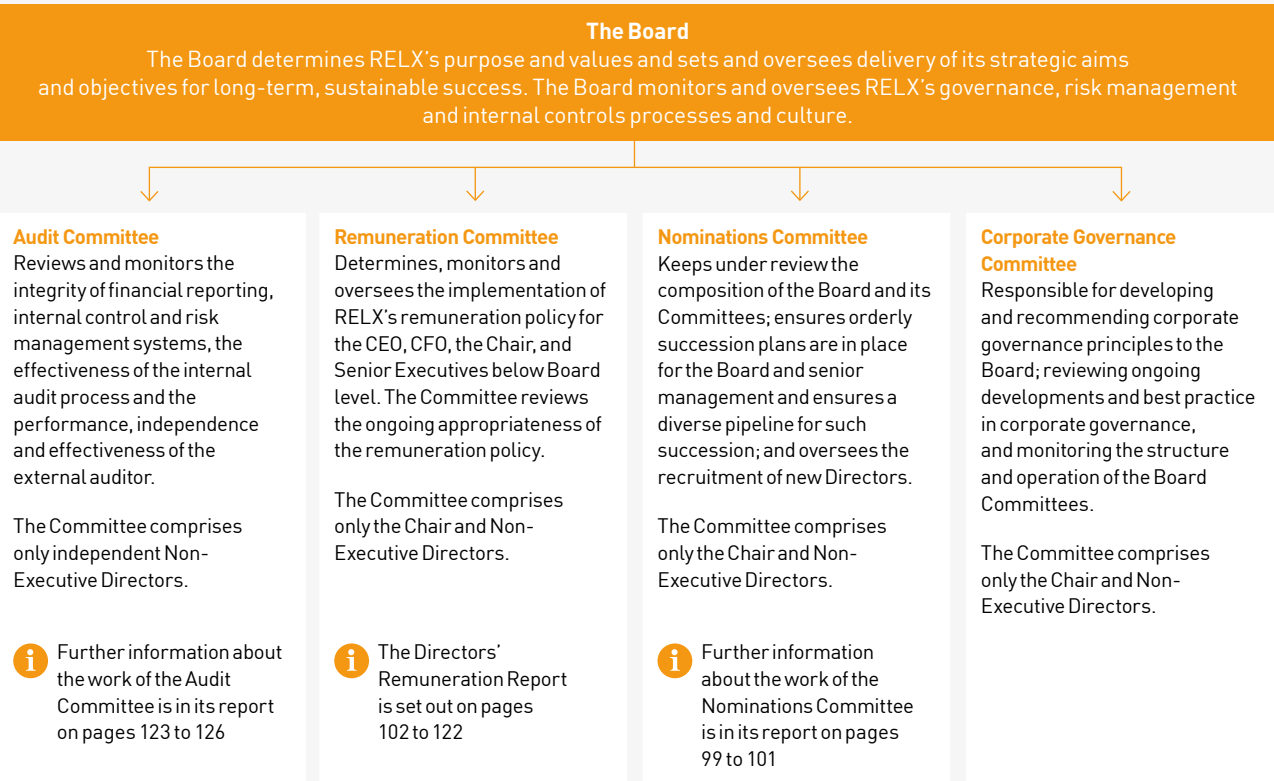 The Board
The Board determines RELX's purpose and values and sets and oversees delivery of its strategic aims
and objectives for long-term, sustainable success. The Board monitors and oversees RELX's governance, risk management
and internal controls processes and culture.
Audit Committee
Reviews and monitors the
integrity of financial reporting,
internal control and risk
management systems, the
effectiveness of the internal
audit process and the
performance, independence
and effectiveness of the
external auditor.
The Committee comprises
only independent Non-
Executive Directors.
i
Further information about
the work of the Audit
Committee is in its report
on pages 123 to 126
Remuneration Committee
Determines, monitors and
oversees the implementation of
RELX's remuneration policy for
the CEO, CFO, the Chair, and
Senior Executives below Board
level. The Committee reviews
the ongoing appropriateness of
the remuneration policy.
The Committee comprises
only the Chair and Non-
Executive Directors.
i
The Directors'
Remuneration Report
is set out on pages
102 to 122
Nominations Committee
Keeps under review the
composition of the Board and its
Committees; ensures orderly
succession plans are in place
for the Board and senior
management and ensures a
diverse pipeline for such
succession; and oversees the
recruitment of new Directors.
The Committee comprises
only the Chair and Non-
Executive Directors.
i
Further information
about the work of the
Nominations Committee
is in its report on pages
99 to 101
Corporate Governance
Committee
Responsible for developing
and recommending corporate
governance principles to the
Board; reviewing ongoing
developments and best practice
in corporate governance,
and monitoring the structure
and operation of the Board
Committees.
The Committee comprises
only the Chair and Non-
Executive Directors.